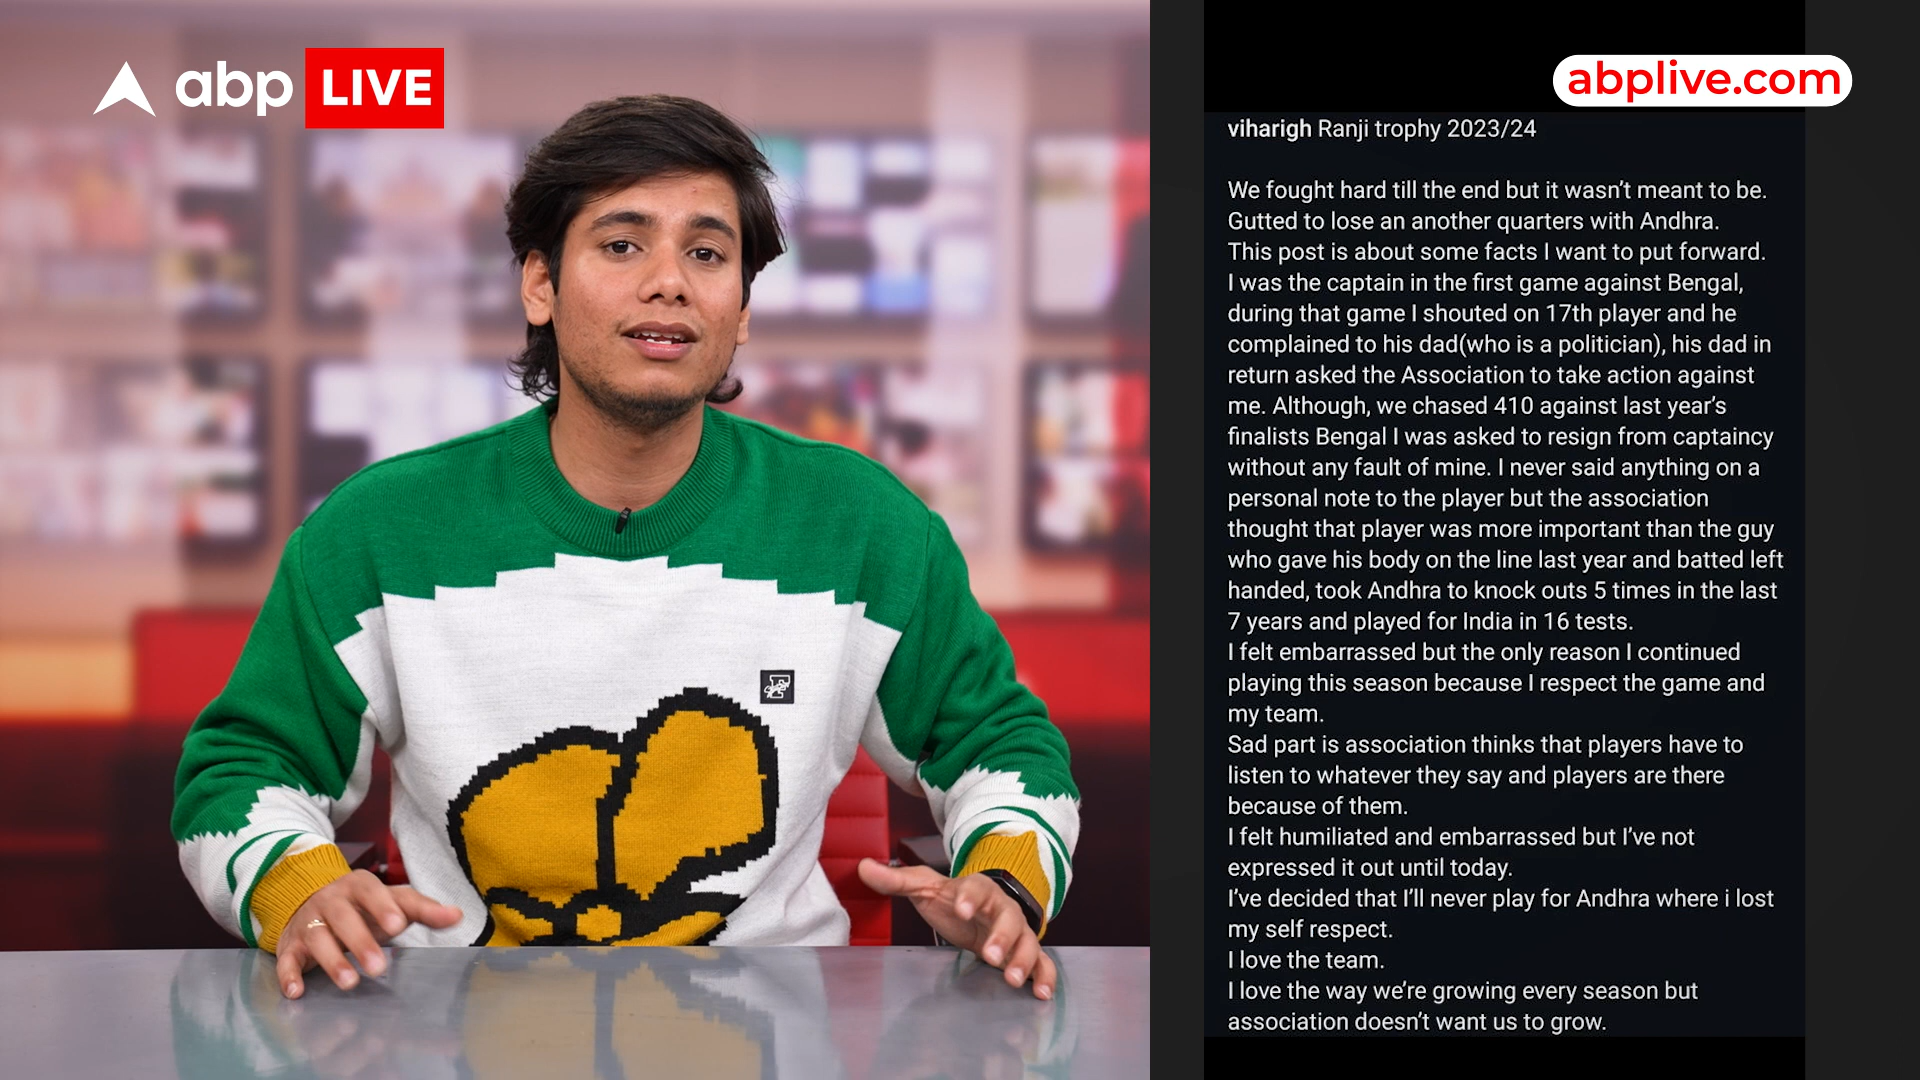 abp LIVE
abplive.com
viharigh Ranji trophy 2023/24
We fought hard till the end but it wasn’t meant to be.
Gutted to lose an another quarters with Andhra.
This post is about some facts I want to put forward.
I was the captain in the first game against Bengal,
during that game I shouted on 17th player and he
complained to his dad(who is a politician), his dad in
return asked the Association to take action against
me. Although, we chased 410 against last year’s
finalists Bengal I was asked to resign from captaincy
without any fault of mine. I never said anything on a
personal note to the player but the association
thought that player was more important than the guy
who gave his body on the line last year and batted left
handed, took Andhra to knock outs 5 times in the last
7 years and played for India in 16 tests.
I felt embarrassed but the only reason I continued
playing this season because I respect the game and
my team.
Sad part is association thinks that players have to
listen to whatever they say and players are there
because of them.
I felt humiliated and embarrassed but I’ve not
expressed it out until today.
I’ve decided that I’ll never play for Andhra where i lost
my self respect.
I love the team.
I love the way we’re growing every season but
association doesn’t want us to grow.